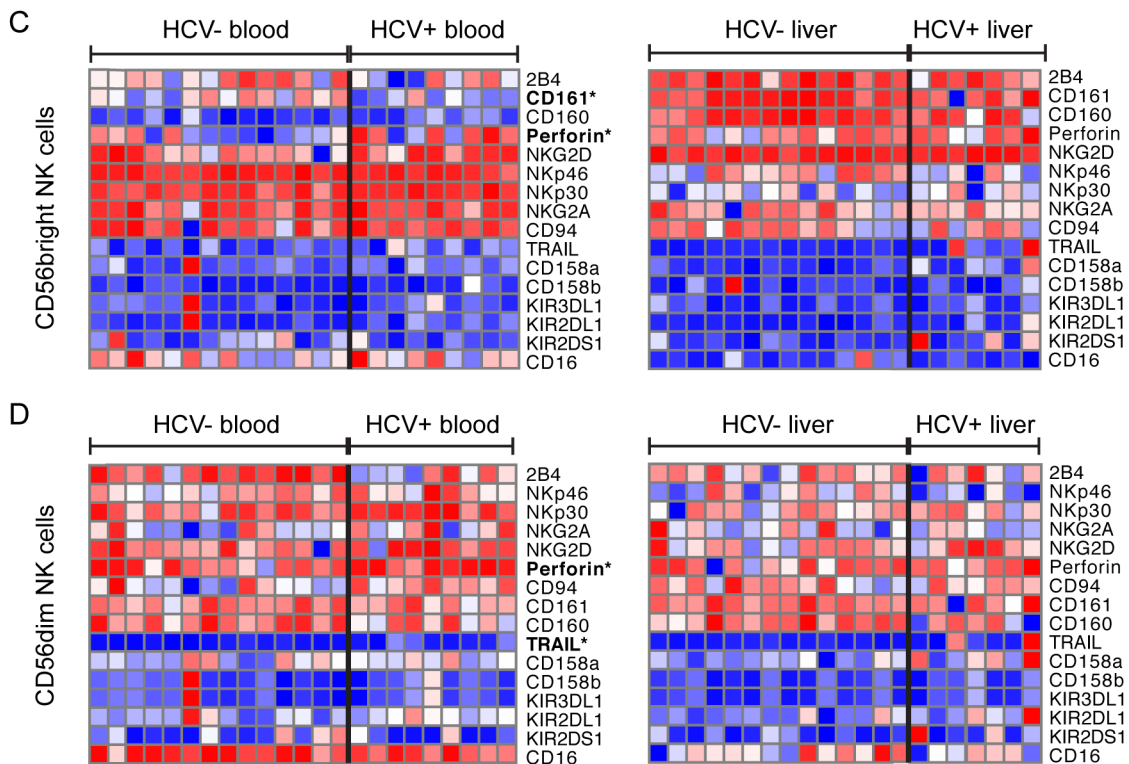 C
HCV- blood
HCV+ blood
HCV- liver
HCV+ liver
CD56bright NK cells
2B4
CD161*
CD160
Perforin*
NKG2D
NKp46
NKp30
NKG2A
CD94
TRAIL
CD158a
CD158b
KIR3DL1
KIR2DL1
KIR2DS1
CD16
2B4
CD161
CD160
Perforin
NKG2D
NKp46
NKp30
NKG2A
CD94
TRAIL
CD158a
CD158b
KIR3DL1
KIR2DL1
KIR2DS1
CD16
D
HCV- blood
HCV+ blood
HCV- liver
HCV+ liver
CD56dim NK cells
2B4
NKp46
NKp30
NKG2A
NKG2D
Perforin*
CD94
CD161
CD160
TRAIL*
CD158a
CD158b
KIR3DL1
KIR2DL1
KIR2DS1
CD16
2B4
NKp46
NKp30
NKG2A
NKG2D
Perforin
CD94
CD161
CD160
TRAIL
CD158a
CD158b
KIR3DL1
KIR2DL1
KIR2DS1
CD16